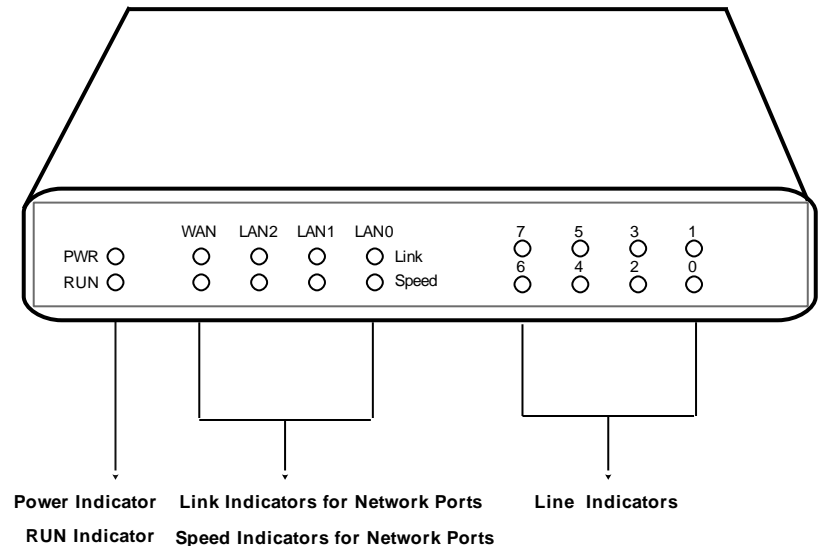 WAN LAN2 LAN1 LAN0 7 5 3 1
PWR Link
6 4 2 0
RUN Speed
Power Indicator Link Indicators for Network Ports Line Indicators
RUN Indicator Speed Indicators for Network Ports